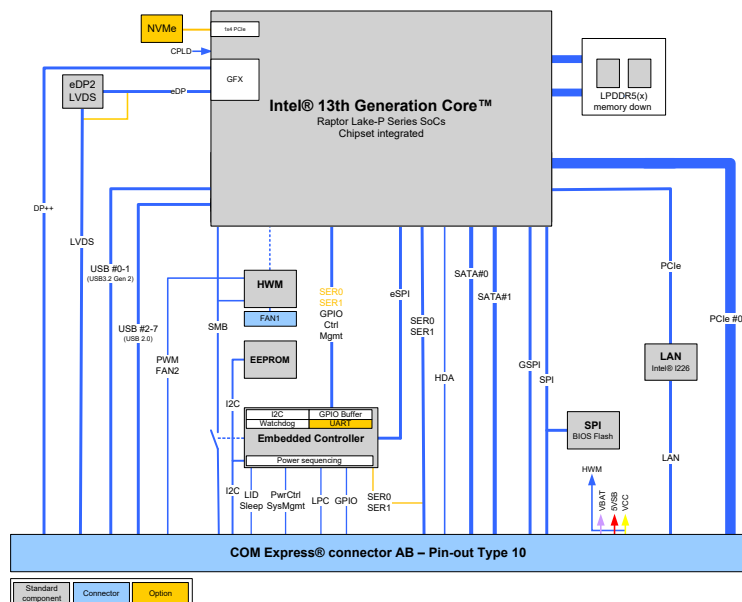 NVMe
1x4 PCIe
CPLD
GFX
eDP2
LVDS
eDP
Intel® 13th Generation Core™
Raptor Lake-P Series SoCs
Chipset integrated
LPDDR5(x)
memory down
DP++
LVDS
USB #0-1
(USB3.2 Gen 2)
USB #2-7
(USB 2.0)
PWM
FAN2
SMB
HWM
FAN1
EEPROM
I2C
SER0
SER1
GPIO
Ctrl
Mgmt
eSPI
SER0
SER1
HDA
SATA#0
SATA#1
GSPI
SPI
PCIe
PCIe #0
LAN
Intel® I226
SPI
BIOS Flash
I2C
GPIO Buffer
Watchdog
UART
Embedded Controller
Power sequencing
I2C
LID
Sleep
PwrCtrl
SysMgmt
LPC
GPIO
SER0
SER1
HWM
VBAT
5VSB
VCC
LAN
COM Express® connector AB – Pin-out Type 10
Standard
component
Connector
Option